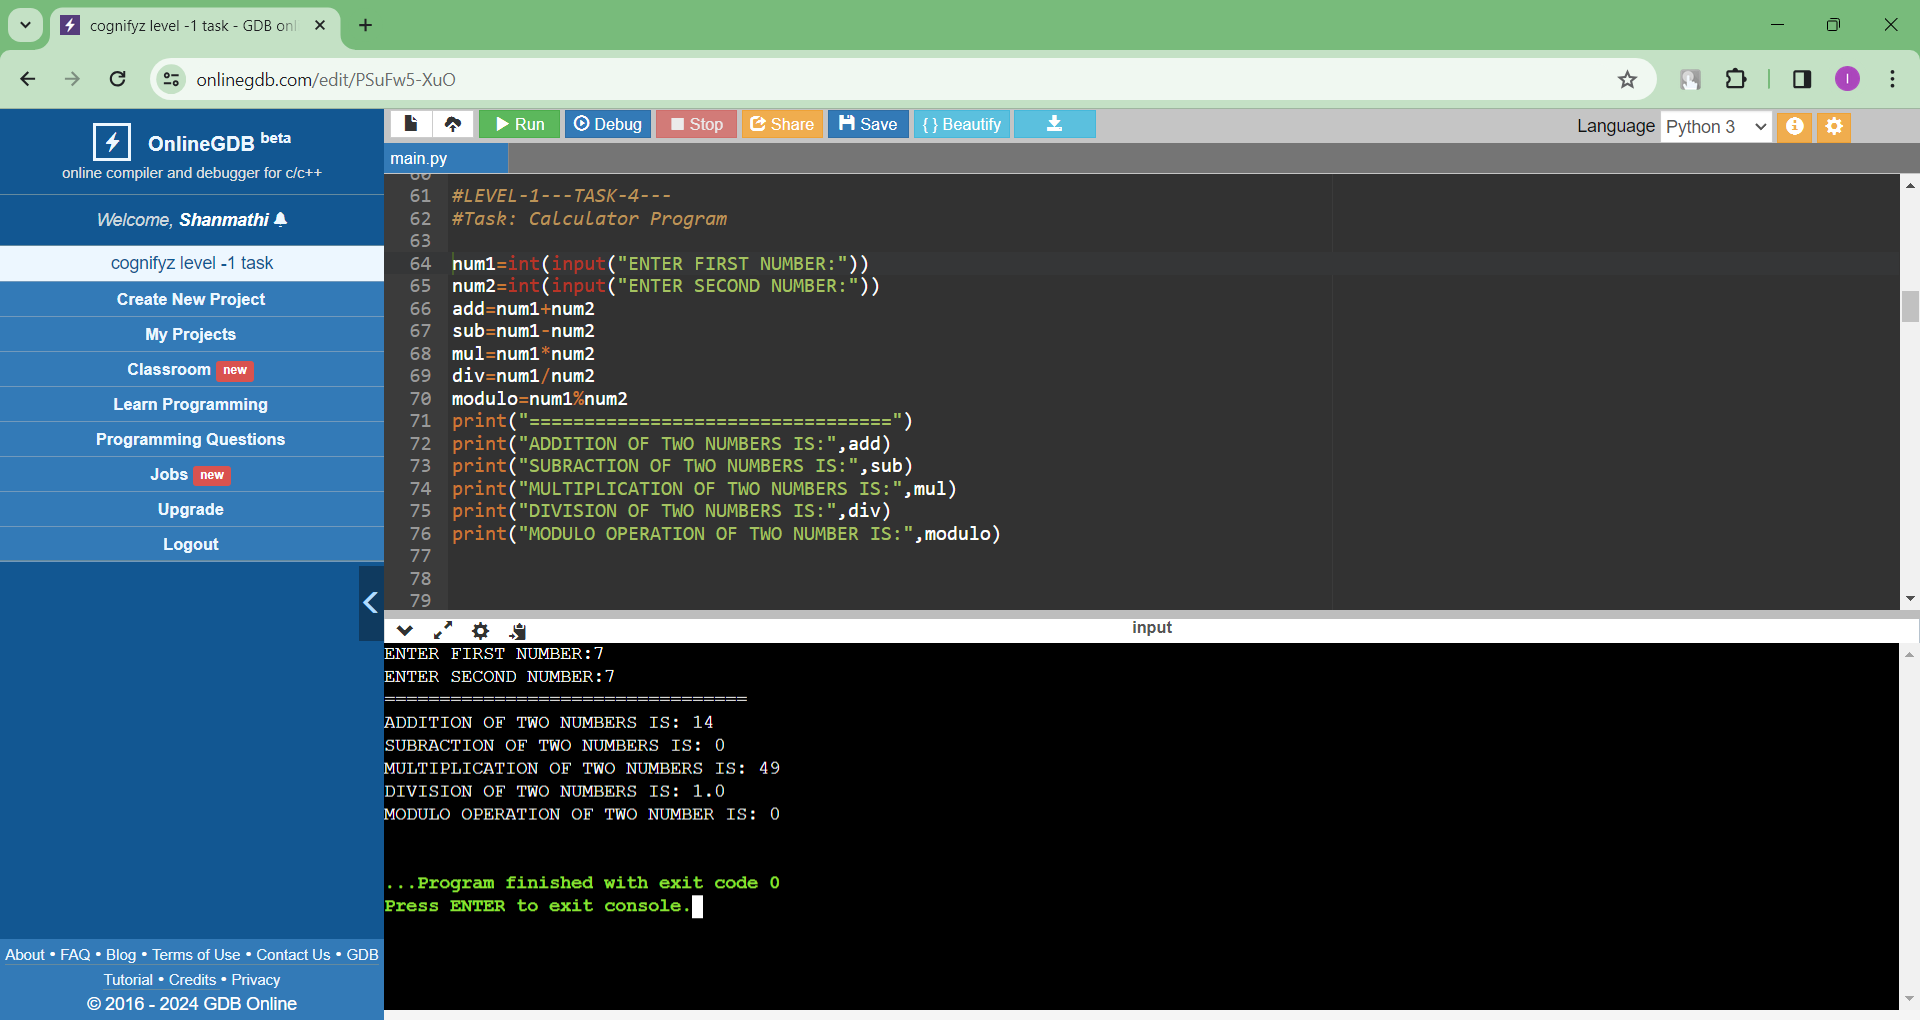 cognifyz level -1 task - GDB onl
onlinegdb.com/edit/PSuFw5-XuO
I
OnlineGDB beta
online compiler and debugger for c/c++
Welcome, Shanmathi
cognifyz level -1 task
Create New Project
My Projects
Classroom new
Learn Programming
Programming Questions
Jobs new
Upgrade
Logout
About • FAQ • Blog • Terms of Use • Contact Us • GDB
Tutorial • Credits • Privacy
© 2016 - 2024 GDB Online
Run Debug Stop Share Save { } Beautify
Language Python 3
main.py
60
61 #LEVEL-1---TASK-4---
62 #Task: Calculator Program
63
64 num1=int(input("ENTER FIRST NUMBER:"))
65 num2=int(input("ENTER SECOND NUMBER:"))
66 add=num1+num2
67 sub=num1-num2
68 mul=num1*num2
69 div=num1/num2
70 modulo=num1%num2
71 print("=================================")
72 print("ADDITION OF TWO NUMBERS IS:",add)
73 print("SUBRACTION OF TWO NUMBERS IS:",sub)
74 print("MULTIPLICATION OF TWO NUMBERS IS:",mul)
75 print("DIVISION OF TWO NUMBERS IS:",div)
76 print("MODULO OPERATION OF TWO NUMBER IS:",modulo)
77
78
79
input
ENTER FIRST NUMBER:7
ENTER SECOND NUMBER:7
=================================
ADDITION OF TWO NUMBERS IS: 14
SUBRACTION OF TWO NUMBERS IS: 0
MULTIPLICATION OF TWO NUMBERS IS: 49
DIVISION OF TWO NUMBERS IS: 1.0
MODULO OPERATION OF TWO NUMBER IS: 0
...Program finished with exit code 0
Press ENTER to exit console.